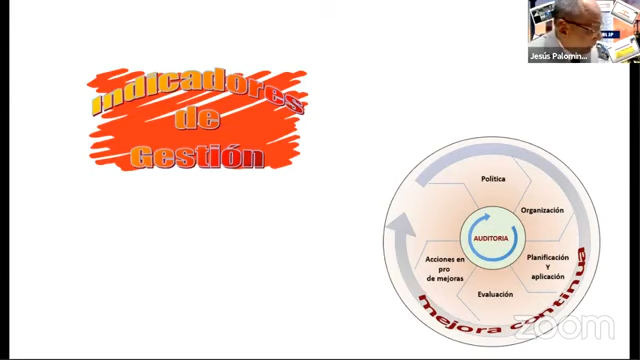 Jesús Palomin...
Indicadores
de
Gestión
Política
Organización
AUDITORIA
Planificación
Y
aplicación
Acciones en
pro
de mejoras
Evaluación
mejora continua
zoom